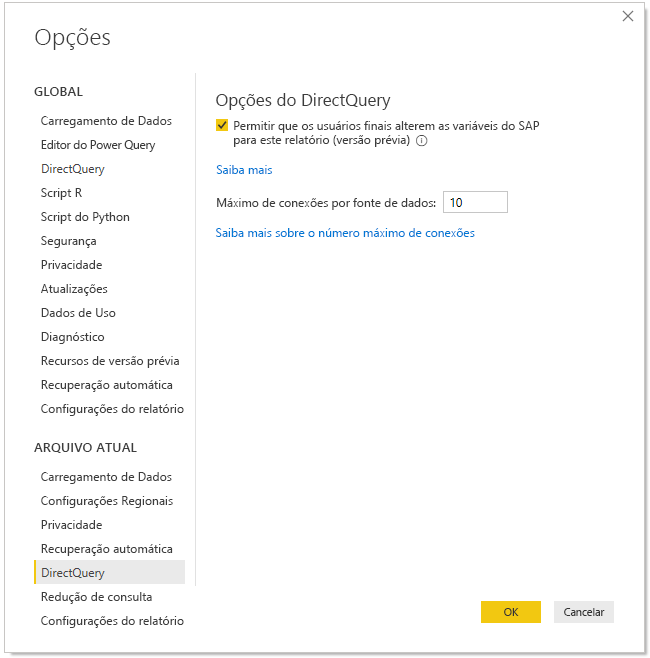 Opções
GLOBAL
Carregamento de Dados
Editor do Power Query
DirectQuery
Script R
Script do Python
Segurança
Privacidade
Atualizações
Dados de Uso
Diagnóstico
Recursos de versão prévia
Recuperação automática
Configurações do relatório
ARQUIVO ATUAL
Carregamento de Dados
Configurações Regionais
Privacidade
Recuperação automática
DirectQuery
Redução de consulta
Configurações do relatório
Opções do DirectQuery
Permitir que os usuários finais alterem as variáveis do SAP
para este relatório (versão prévia)
Saiba mais
Máximo de conexões por fonte de dados: 10
Saiba mais sobre o número máximo de conexões
OK Cancelar